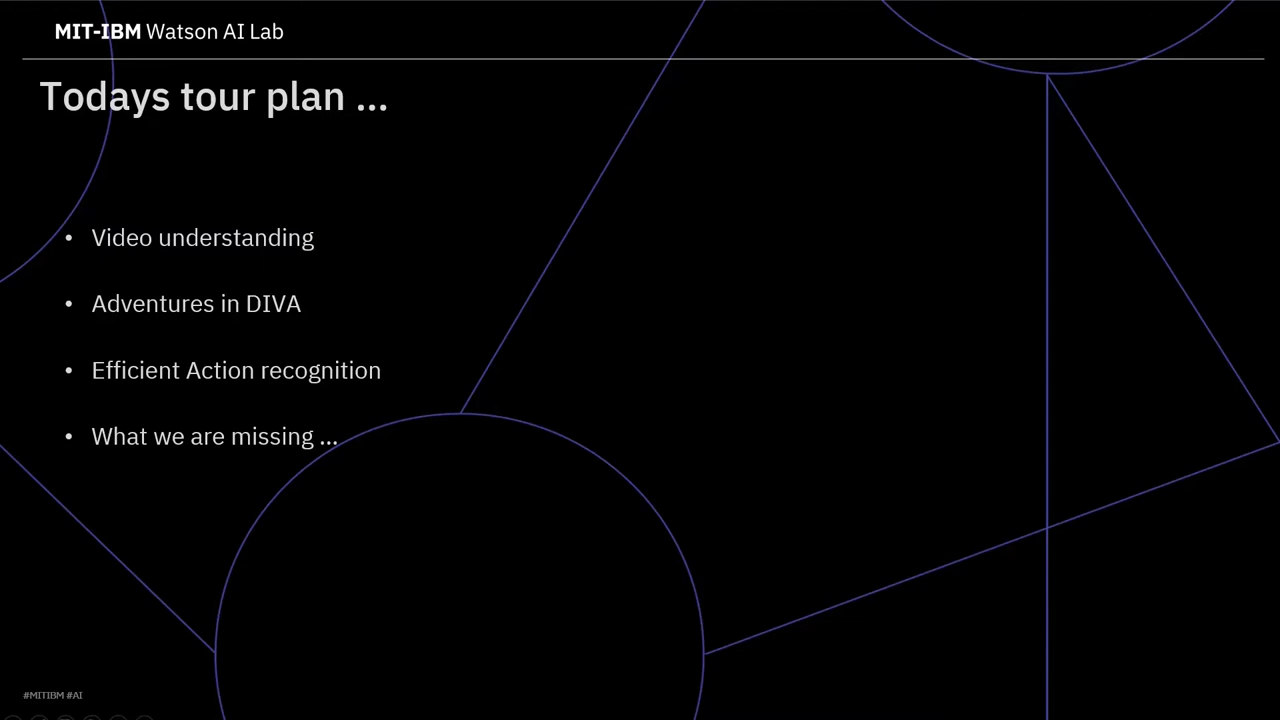 MIT-IBM Watson AI Lab
Todays tour plan ...
• Video understanding
• Adventures in DIVA
• Efficient Action recognition
• What we are missing ...
#MITIBM #AI